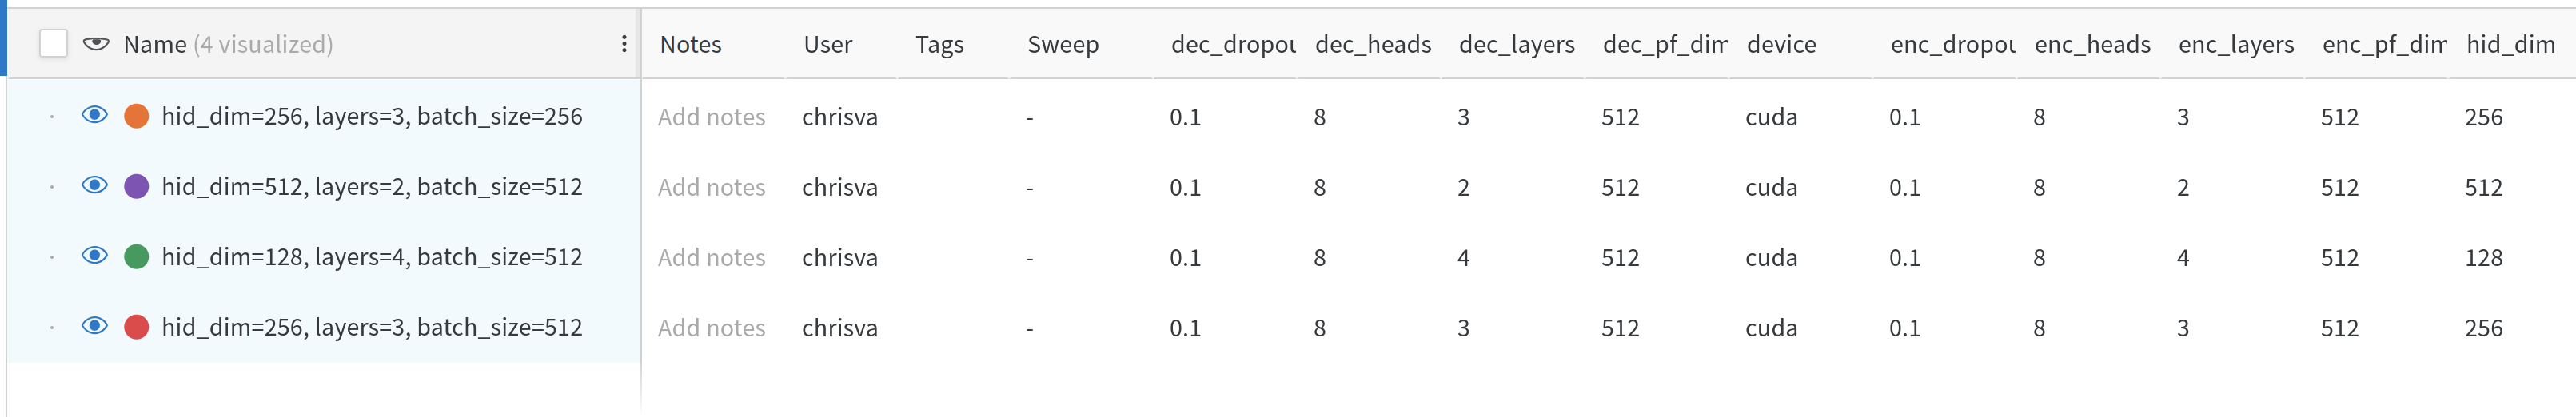 Name (4 visualized) Notes User Tags Sweep dec_dropou dec_heads dec_layers dec_pf_dim device enc_dropou enc_heads enc_layers enc_pf_dim hid_dim
hid_dim=256, layers=3, batch_size=256 Add notes chrisva - 0.1 8 3 512 cuda 0.1 8 3 512 256
hid_dim=512, layers=2, batch_size=512 Add notes chrisva - 0.1 8 2 512 cuda 0.1 8 2 512 512
hid_dim=128, layers=4, batch_size=512 Add notes chrisva - 0.1 8 4 512 cuda 0.1 8 4 512 128
hid_dim=256, layers=3, batch_size=512 Add notes chrisva - 0.1 8 3 512 cuda 0.1 8 3 512 256